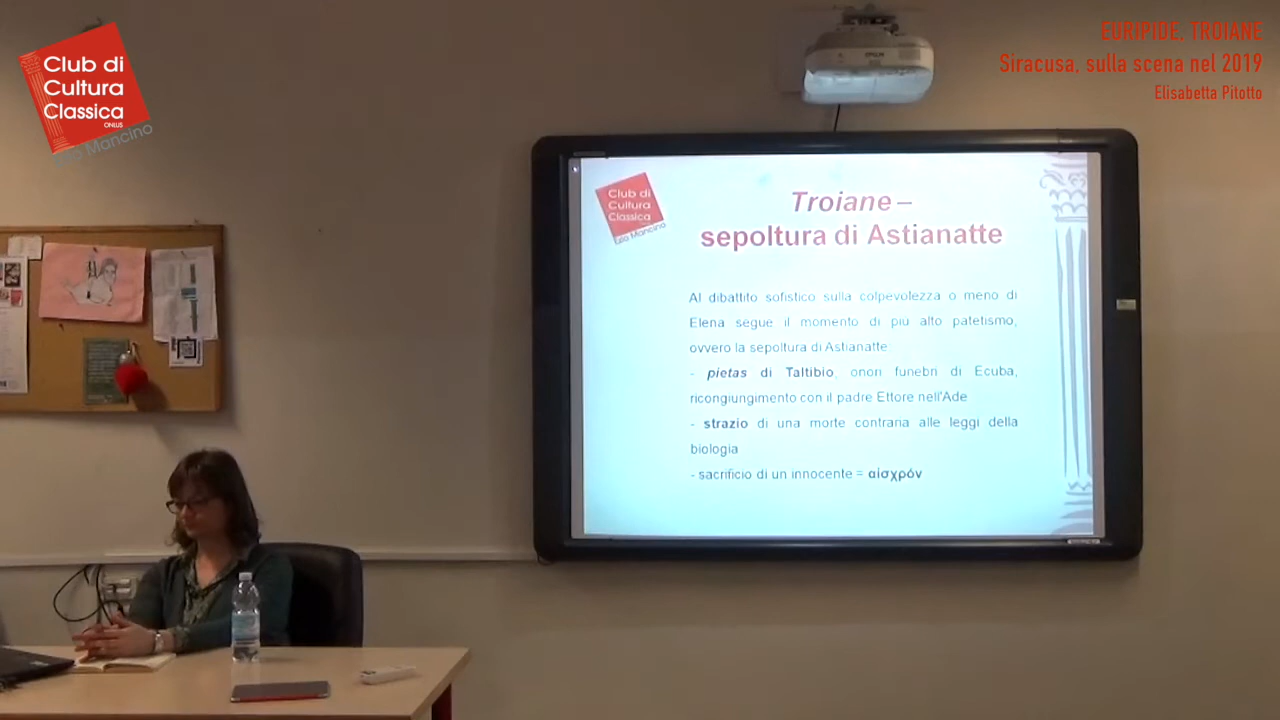 Club di
Cultura
Classica
ONLUS
Mancino
EURIPIDE, TROIANE
Siracusa, sulla scena nel 2019
Elisabetta Pitotto
Club di
Cultura
Classica
Mancino
Troiane –
sepoltura di Astianatte
Al dibattito sofistico sulla colpevolezza o meno di
Elena segue il momento di più alto patetismo,
ovvero la sepoltura di Astianatte:
- pietas di Taltibio, onori funebri di Ecuba,
ricongiungimento con il padre Ettore nell'Ade
- strazio di una morte contraria alle leggi della
biologia
- sacrificio di un innocente = αἰσχρόν